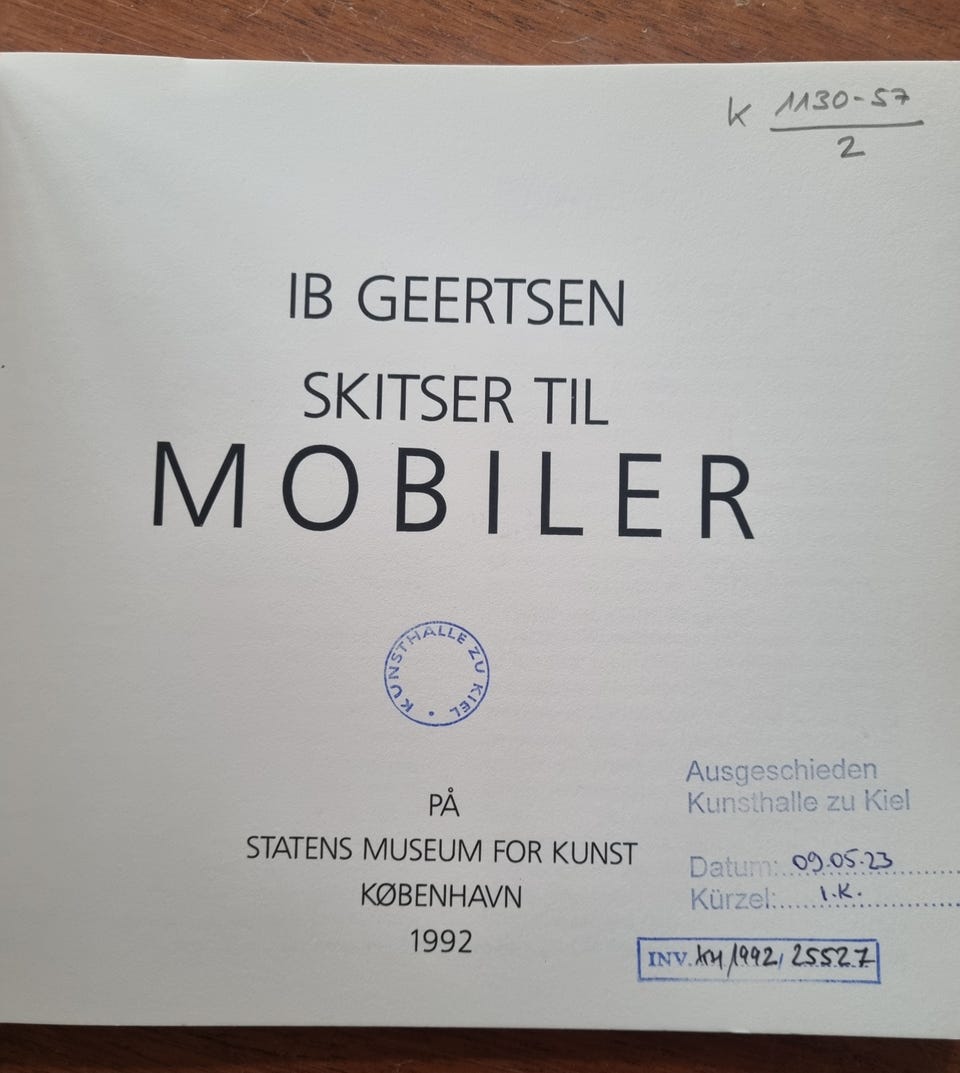 K 1130-57
2
IB GEERTSEN
SKITSER TIL
MOBILER
KUNSTHALLE ZU KIEL
PÅ
STATENS MUSEUM FOR KUNST
KØBENHAVN
1992
Ausgeschieden
Kunsthalle zu Kiel
Datum: 09.05.23
Kürzel: I.K.
INV. /1992, 25527